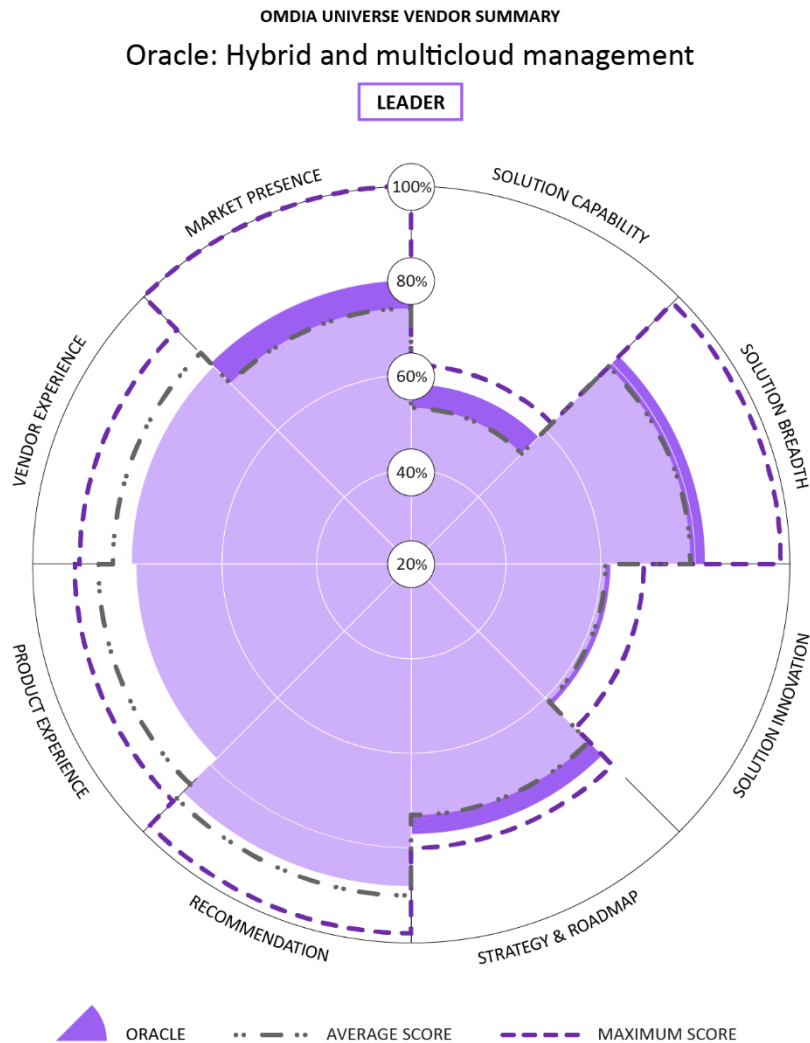 OMDIA UNIVERSE VENDOR SUMMARY
Oracle: Hybrid and multicloud management
LEADER
MARKET PRESENCE
100%
SOLUTION CAPABILITY
80%
VENDOR EXPERIENCE
60%
SOLUTION BREADTH
40%
20%
PRODUCT EXPERIENCE
SOLUTION INNOVATION
RECOMMENDATION
STRATEGY & ROADMAP
ORACLE
AVERAGE SCORE
MAXIMUM SCORE